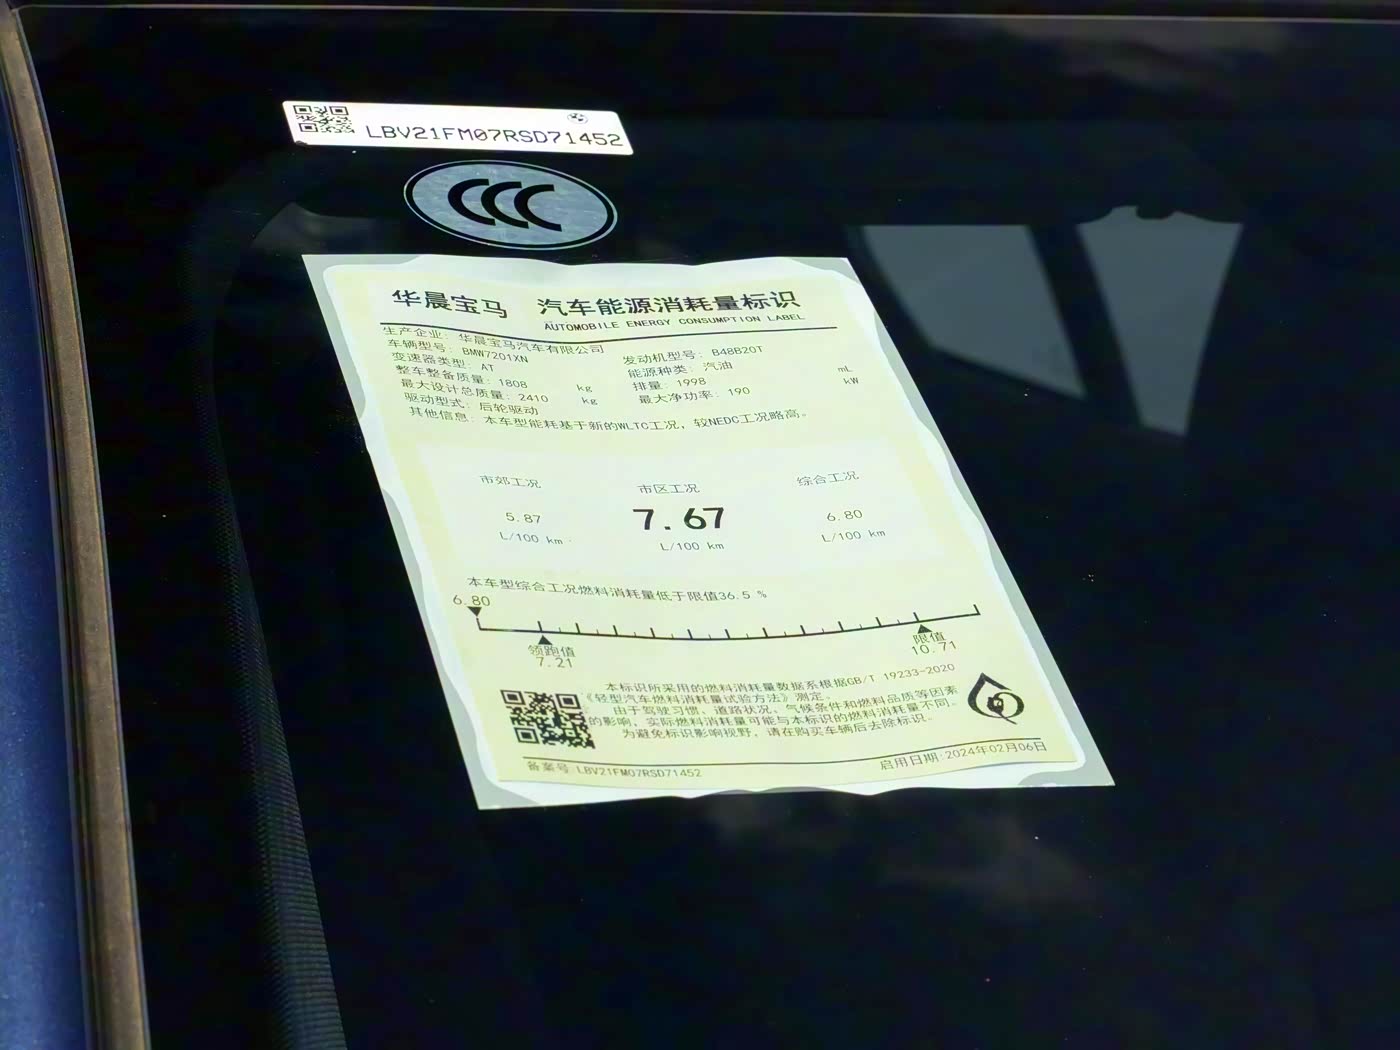 LBV21FM07RSD71452
CCC
华晨宝马 汽车能源消耗量标识
AUTOMOBILE ENERGY CONSUMPTION LABEL
生产企业: 华晨宝马汽车有限公司
车辆型号: BMW7201XN 发动机型号: B48B20T
变速器类型: AT 能源种类: 汽油
整车整备质量: 1808 kg 排量: 1998 mL
最大设计总质量: 2410 kg 最大净功率: 190 kW
驱动型式: 后轮驱动
其他信息: 本车型能耗基于新的WLTC工况，较NEDC工况略高。
市郊工况 市区工况 综合工况
5.87 7.67 6.80
L/100 km L/100 km L/100 km
本车型综合工况燃料消耗量低于限值36.5 %
6.80
领跑值 限值
7.21 10.71
本标识所采用的燃料消耗量数据系根据GB/T 19233-2020
《轻型汽车燃料消耗量试验方法》测定。
由于驾驶习惯、道路状况、气候条件和燃料品质等因素
的影响，实际燃料消耗量可能与本标识的燃料消耗量不同。
为避免标识影响视野，请在购买车辆后去除标识。
备案号:LBV21FM07RSD71452 启用日期:2024年02月06日